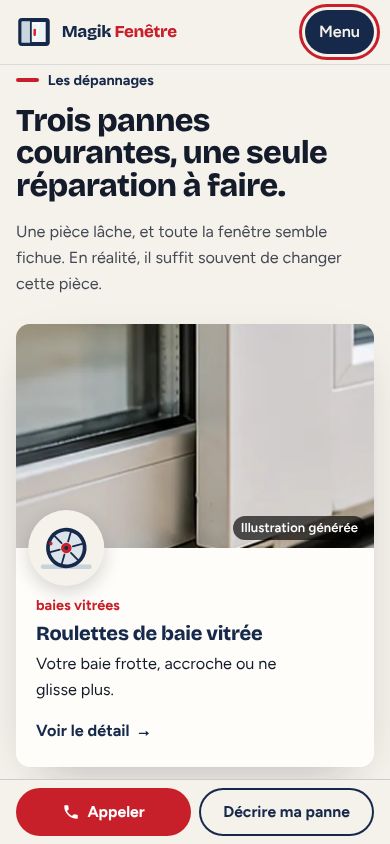 Magik Fenêtre
Menu
Les dépannages
Trois pannes
courantes, une seule
réparation à faire.
Une pièce lâche, et toute la fenêtre semble
fichue. En réalité, il suffit souvent de changer
cette pièce.
Illustration générée
baies vitrées
Roulettes de baie vitrée
Votre baie frotte, accroche ou ne
glisse plus.
Voir le détail →
Appeler
Décrire ma panne